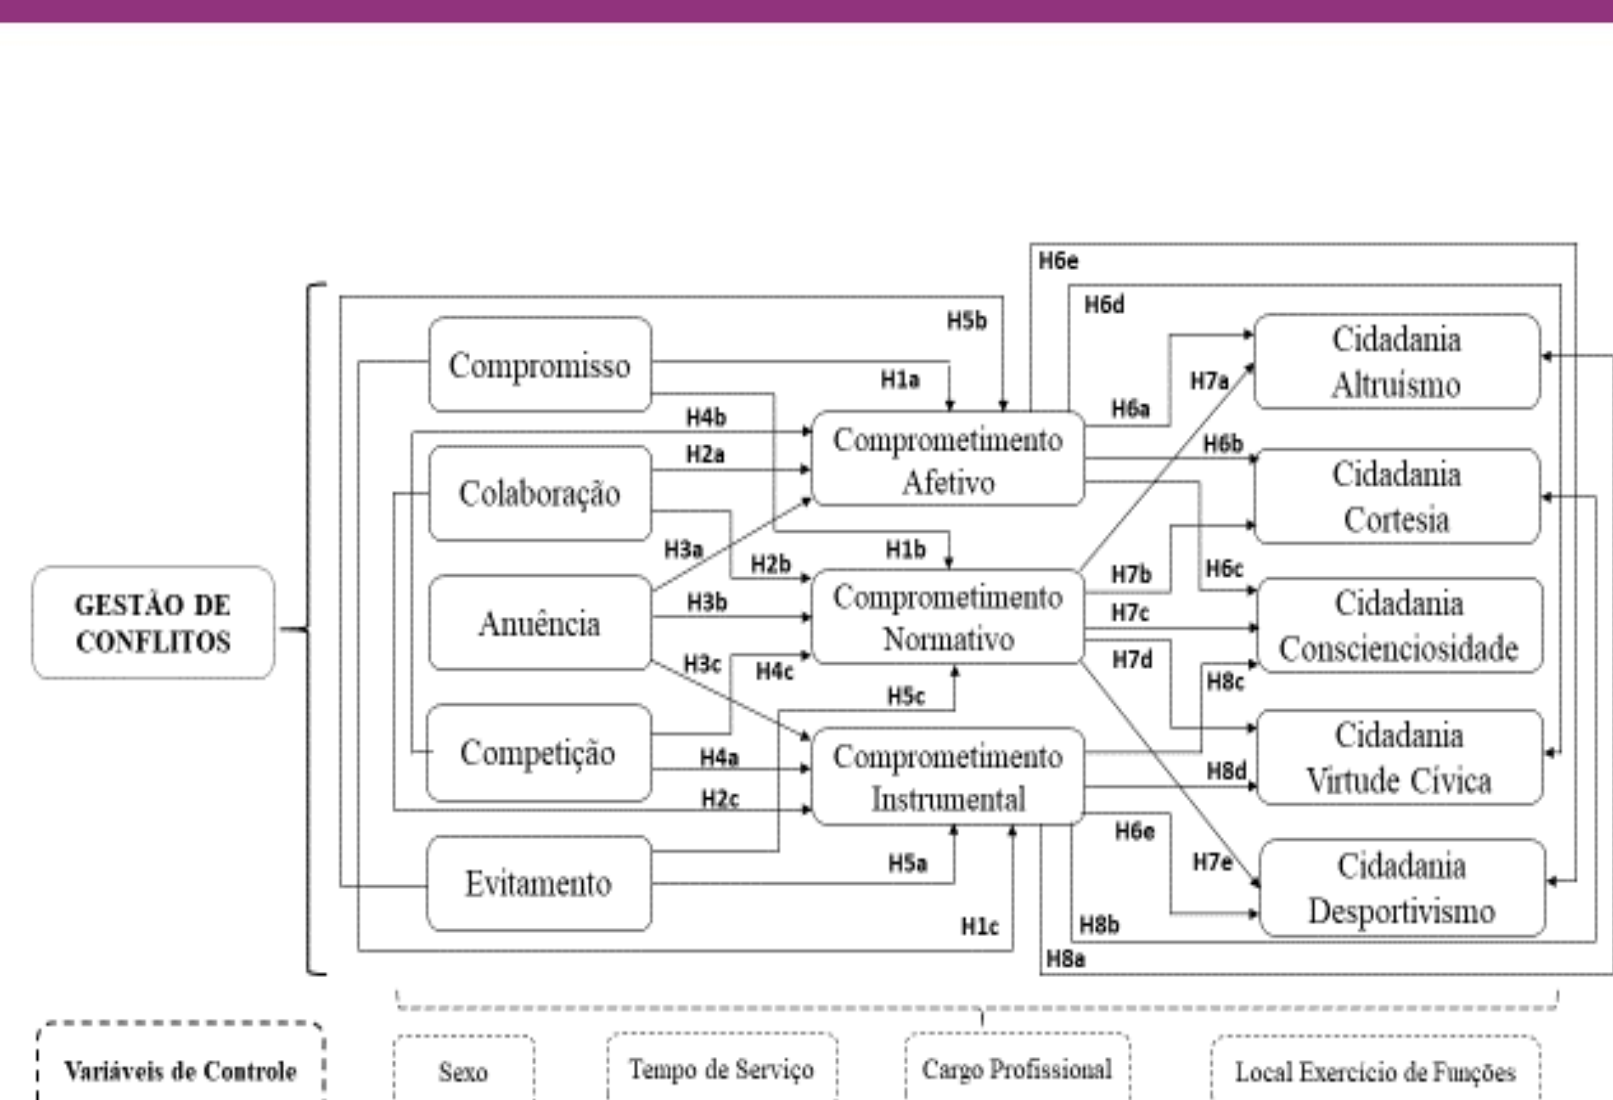 H6e
H6d
H5b
Compromisso
H1a
Cidadania
Altruísmo
H7a
H6a
H4b
H2a
Comprometimento
Afetivo
H6b
Colaboração
Cidadania
Cortesia
H3a
H2b
H1b
H7b
H6c
GESTÃO DE
CONFLITOS
Anuência
H3b
Comprometimento
Normativo
H7c
Cidadania
Conscienciosidade
H3c
H4c
H7d
H8c
H5c
Competição
H4a
H2c
Comprometimento
Instrumental
H8d
Cidadania
Virtude Cívica
H6e
Evitamento
H5a
H7e
Cidadania
Desportivismo
H1c
H8b
H8a
Variáveis de Controle
Sexo
Tempo de Serviço
Cargo Profissional
Local Exercício de Funções